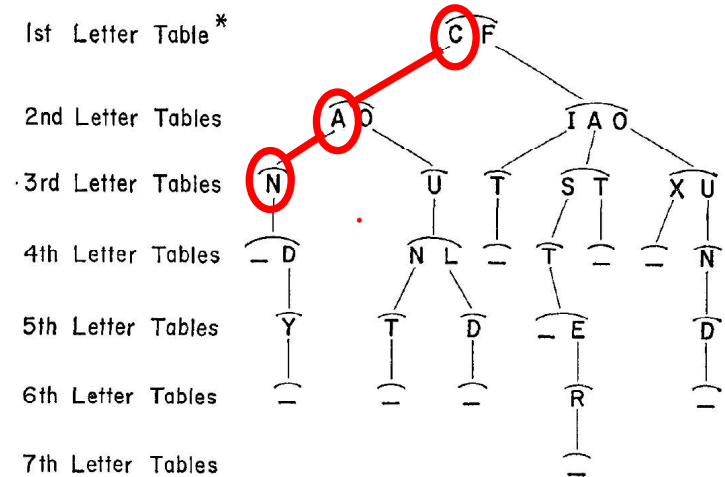 1st Letter Table * C F
2nd Letter Tables A O I A O
3rd Letter Tables N U T S T X U
4th Letter Tables _ D N L _ T _ _ N
5th Letter Tables Y T D _ E D
6th Letter Tables _ _ _ R _
7th Letter Tables _